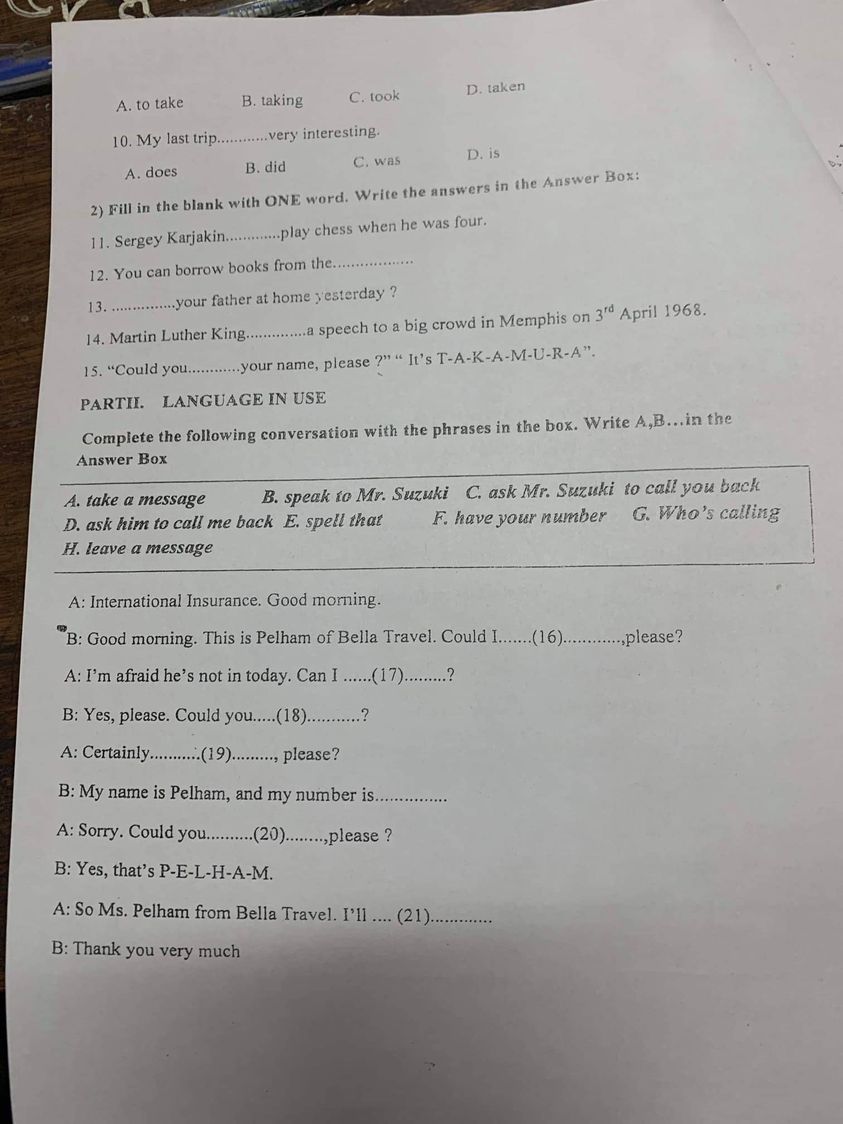 A. to take B. taking C. took D. taken
10. My last trip............very interesting.
A. does B. did C. was D. is
2) Fill in the blank with ONE word. Write the answers in the Answer Box:
11. Sergey Karjakin.............play chess when he was four.
12. You can borrow books from the..................
13. ...............your father at home yesterday ?
14. Martin Luther King..............a speech to a big crowd in Memphis on 3rd April 1968.
15. “Could you............your name, please ?” “ It’s T-A-K-A-M-U-R-A”.
PARTII. LANGUAGE IN USE
Complete the following conversation with the phrases in the box. Write A,B...in the
Answer Box
A. take a message B. speak to Mr. Suzuki C. ask Mr. Suzuki to call you back
D. ask him to call me back E. spell that F. have your number G. Who’s calling
H. leave a message
A: International Insurance. Good morning.
B: Good morning. This is Pelham of Bella Travel. Could I.......(16)............,please?
A: I’m afraid he’s not in today. Can I ......(17).........?
B: Yes, please. Could you.....(18)...........?
A: Certainly...........(19)........., please?
B: My name is Pelham, and my number is...............
A: Sorry. Could you..........(20)........,please ?
B: Yes, that’s P-E-L-H-A-M.
A: So Ms. Pelham from Bella Travel. I’ll .... (21).............
B: Thank you very much